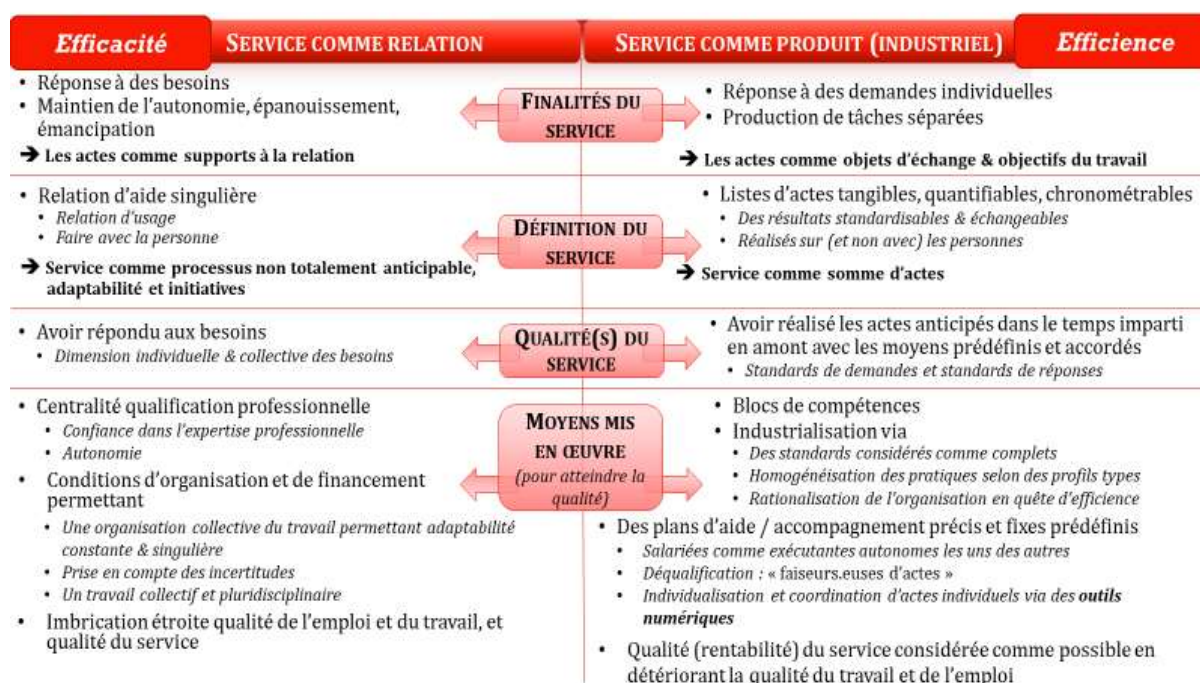 Efficacité
SERVICE COMME RELATION
SERVICE COMME PRODUIT (INDUSTRIEL)
Efficience
• Réponse à des besoins
• Maintien de l'autonomie, épanouissement,
émancipation
➔ Les actes comme supports à la relation
FINALITÉS DU
SERVICE
• Réponse à des demandes individuelles
• Production de tâches séparées
➔ Les actes comme objets d'échange & objectifs du travail
• Relation d'aide singulière
• Relation d'usage
• Faire avec la personne
➔ Service comme processus non totalement anticipable,
adaptabilité et initiatives
DÉFINITION DU
SERVICE
• Listes d'actes tangibles, quantifiables, chronométrables
• Des résultats standardisables & échangeables
• Réalisés sur (et non avec) les personnes
➔ Service comme somme d'actes
• Avoir répondu aux besoins
• Dimension individuelle & collective des besoins
QUALITÉ(S) DU
SERVICE
• Avoir réalisé les actes anticipés dans le temps imparti
en amont avec les moyens prédéfinis et accordés
• Standards de demandes et standards de réponses
• Centralité qualification professionnelle
• Confiance dans l'expertise professionnelle
• Autonomie
• Conditions d'organisation et de financement
permettant
• Une organisation collective du travail permettant adaptabilité
constante & singulière
• Prise en compte des incertitudes
• Un travail collectif et pluridisciplinaire
• Imbrication étroite qualité de l'emploi et du travail, et
qualité du service
MOYENS MIS
EN ŒUVRE
(pour atteindre la
qualité)
• Blocs de compétences
• Industrialisation via
• Des standards considérés comme complets
• Homogénéisation des pratiques selon des profils types
• Rationalisation de l'organisation en quête d'efficience
• Des plans d'aide / accompagnement précis et fixes prédéfinis
• Salariées comme exécutantes autonomes les uns des autres
• Déqualification : « faiseurs.euses d'actes »
• Individualisation et coordination d'actes individuels via des outils
numériques
• Qualité (rentabilité) du service considérée comme possible en
détériorant la qualité du travail et de l'emploi